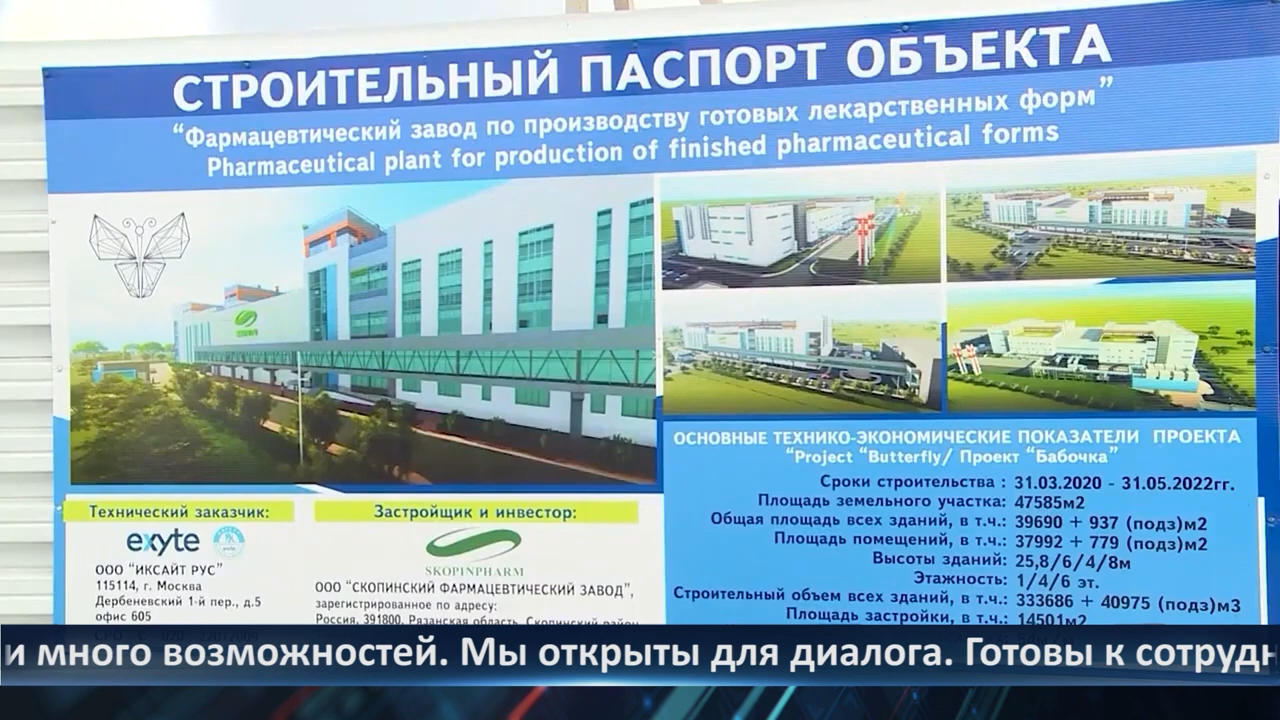 СТРОИТЕЛЬНЫЙ ПАСПОРТ ОБЪЕКТА
“Фармацевтический завод по производству готовых лекарственных форм”
Pharmaceutical plant for production of finished pharmaceutical forms
ОСНОВНЫЕ ТЕХНИКО-ЭКОНОМИЧЕСКИЕ ПОКАЗАТЕЛИ ПРОЕКТА
“Project “Butterfly/ Проект “Бабочка”
Сроки строительства : 31.03.2020 - 31.05.2022гг.
Площадь земельного участка: 47585м2
Общая площадь всех зданий, в т.ч.: 39690 + 937 (подз)м2
Площадь помещений, в т.ч.: 37992 + 779 (подз)м2
Высоты зданий: 25,8/6/4/8м
Этажность: 1/4/6 эт.
Строительный объем всех зданий, в т.ч.: 333686 + 40975 (подз)м3
Площадь застройки, в т.ч.: 14501м2
Технический заказчик:
exyte
ООО “ИКСАЙТ РУС”
115114, г. Москва
Дербеневский 1-й пер., д.5
офис 605
Застройщик и инвестор:
SKOPINPHARM
ООО “СКОПИНСКИЙ ФАРМАЦЕВТИЧЕСКИЙ ЗАВОД”,
зарегистрированное по адресу:
Россия, 391800, Рязанская область, Скопинский район
и много возможностей. Мы открыты для диалога. Готовы к сотрудн